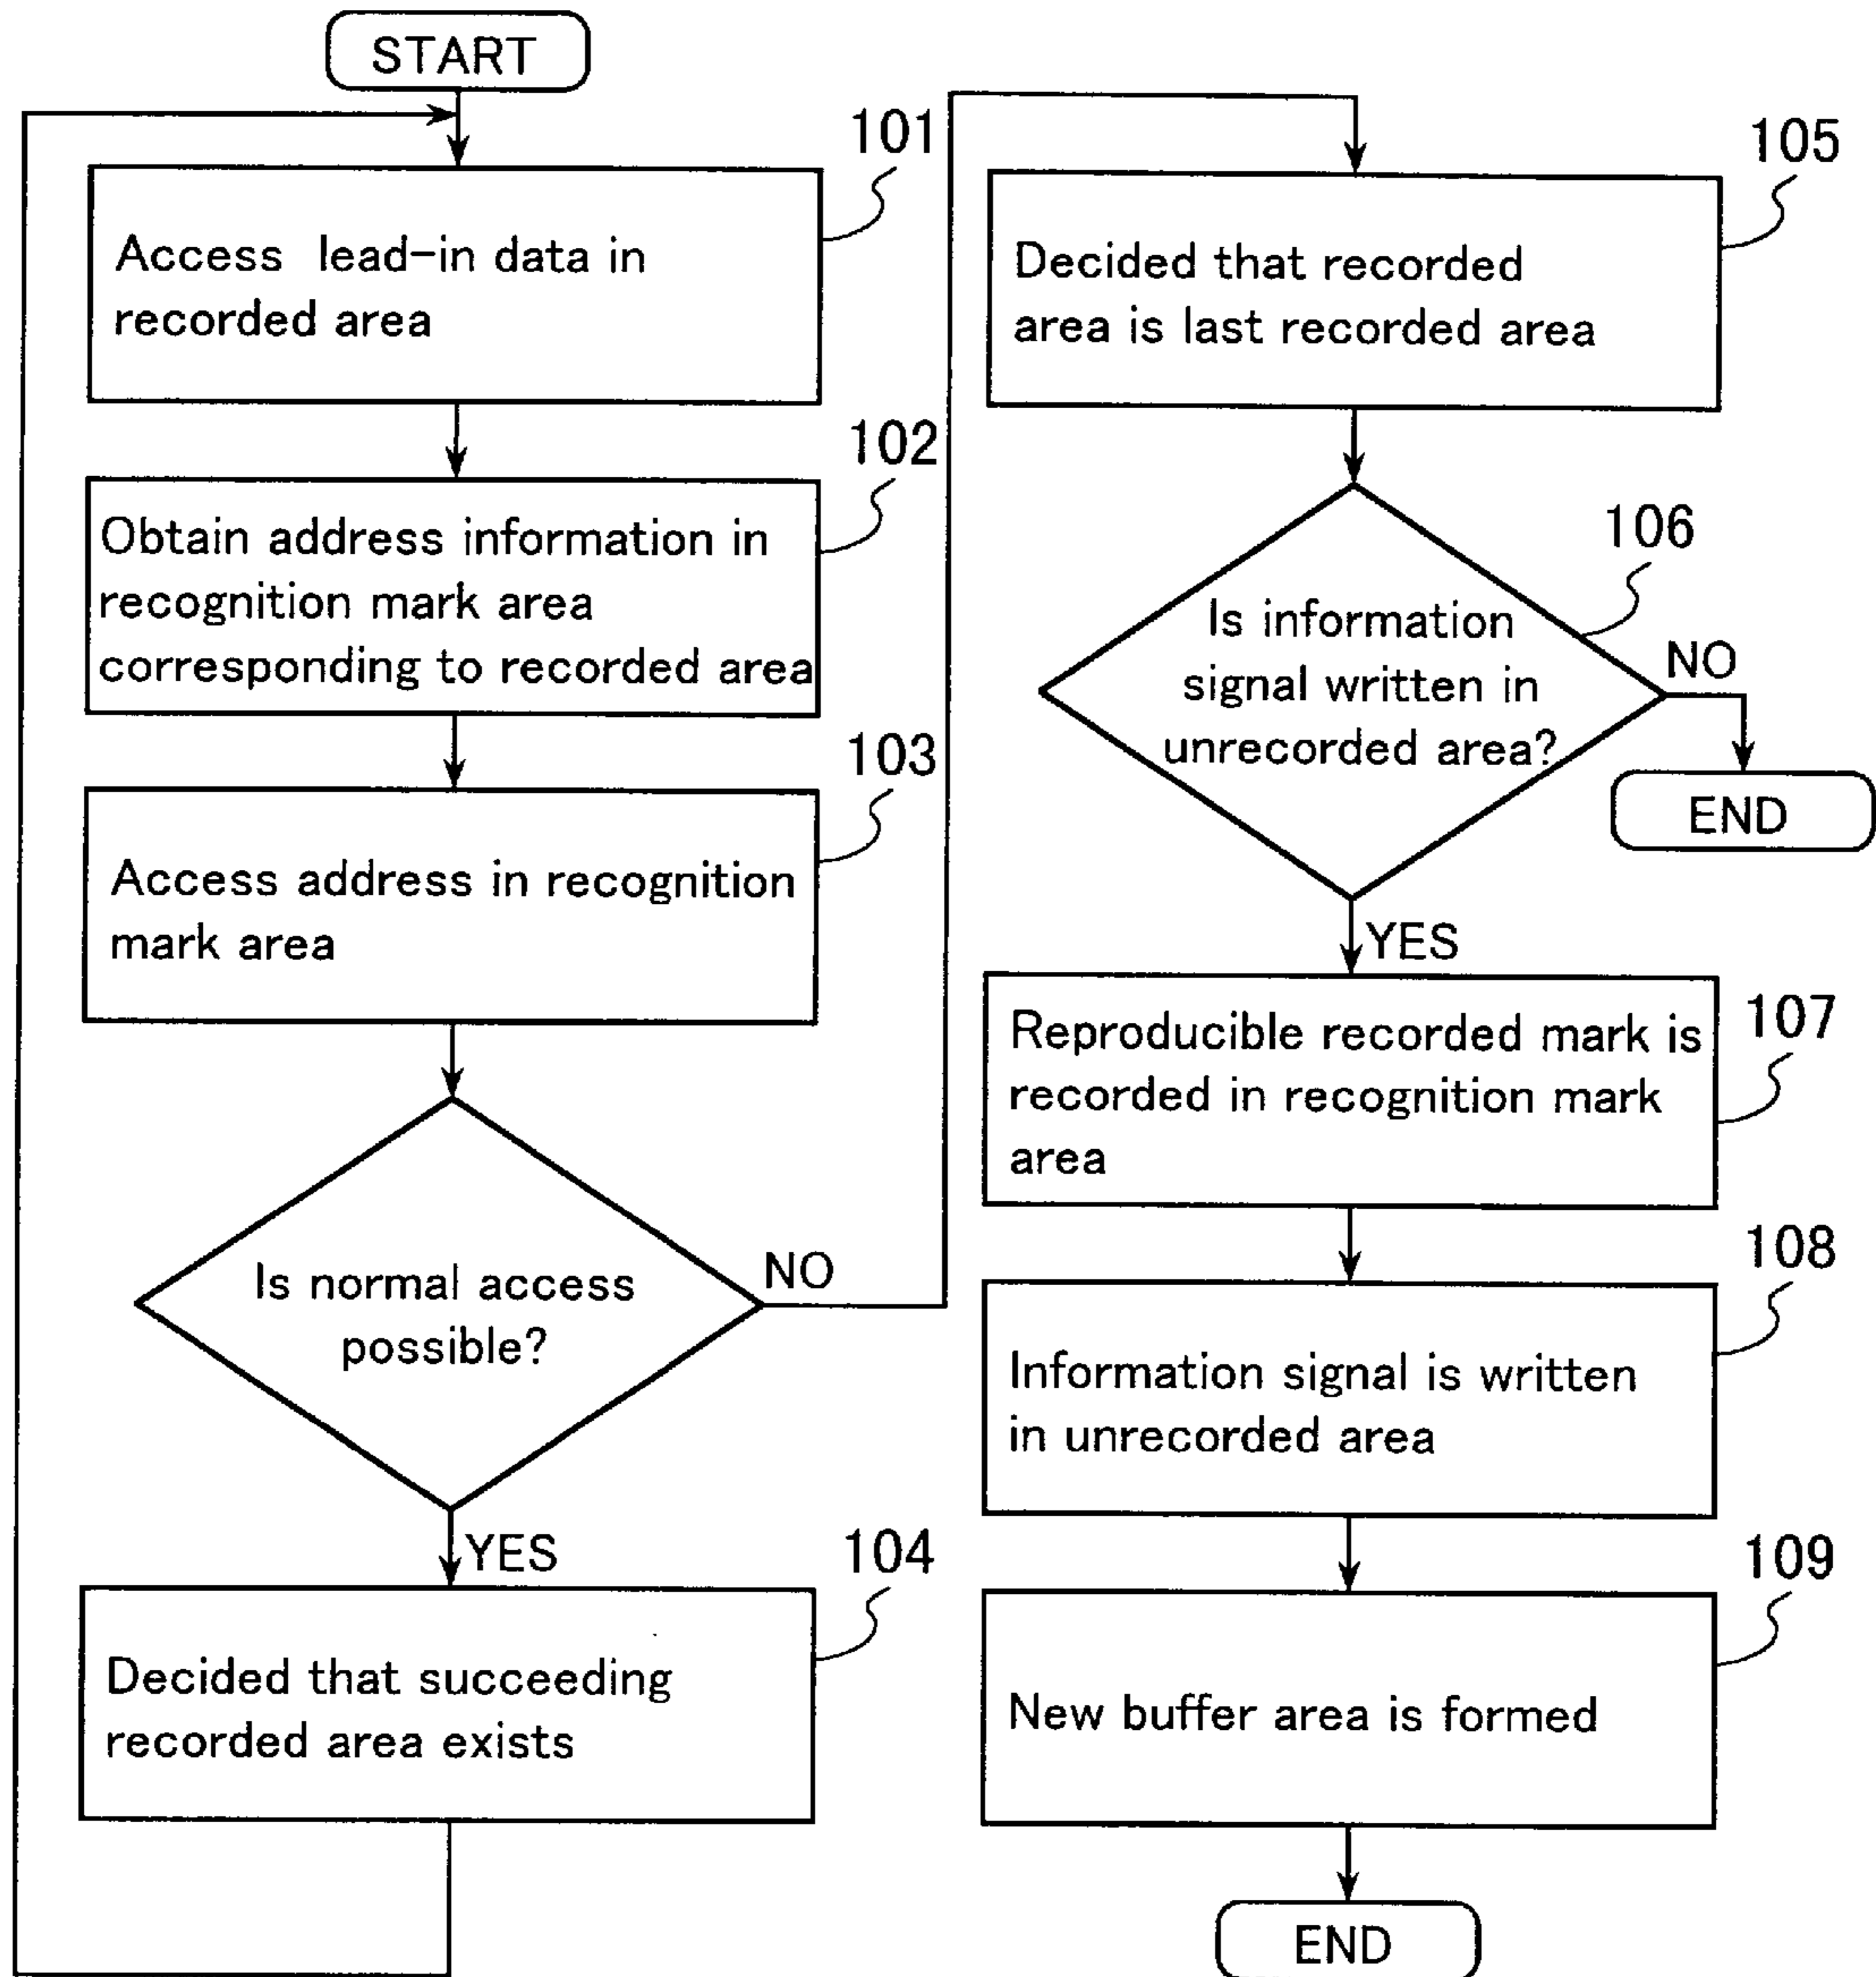 START
101
Access lead-in data in
recorded area
102
Obtain address information in
recognition mark area
corresponding to recorded area
103
Access address in recognition
mark area
Is normal access
possible?
NO
YES
104
Decided that succeeding
recorded area exists
105
Decided that recorded
area is last recorded area
106
Is information
signal written in
unrecorded area?
NO
END
YES
107
Reproducible recorded mark is
recorded in recognition mark
area
108
Information signal is written
in unrecorded area
109
New buffer area is formed
END